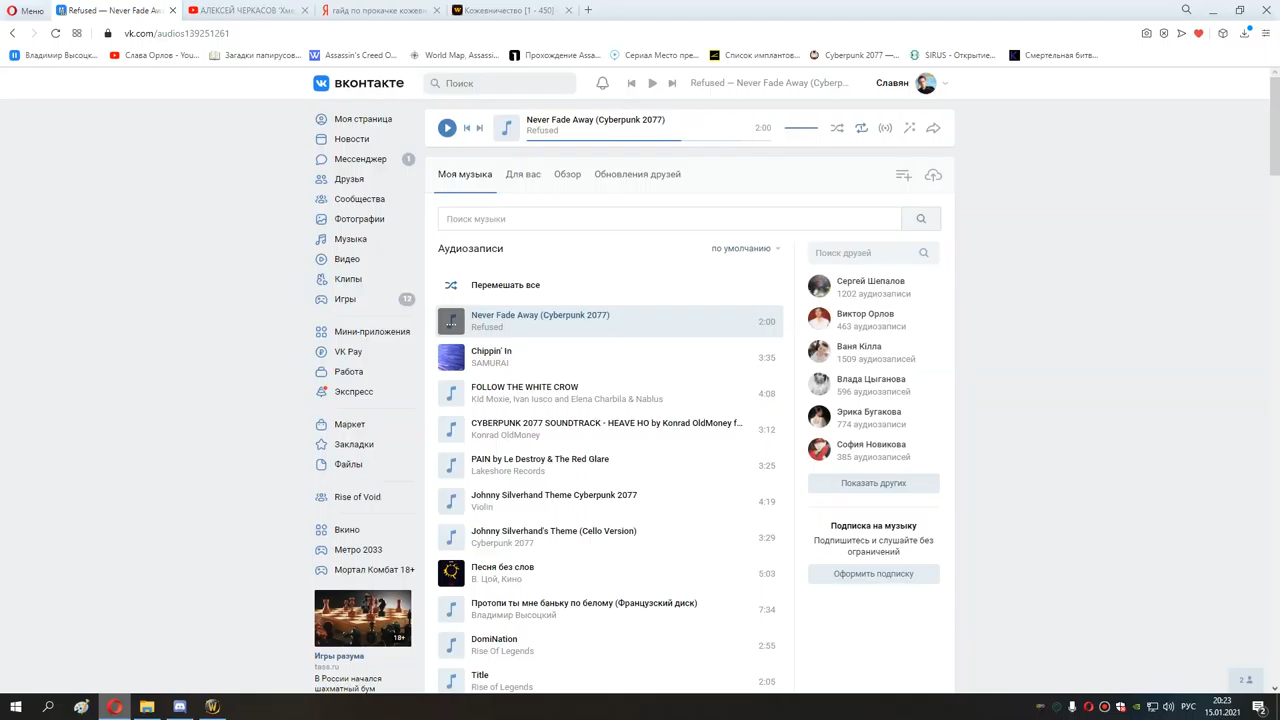 Меню
Refused — Never Fade Awa
АЛЕКСЕЙ ЧЕРКАСОВ "Хме
гайд по прокачке кожевн
Кожевничество [1 - 450]
vk.com/audios139251261
Владимир Высоцк...
Слава Орлов - You...
Загадки папирусов...
Assassin's Creed O...
World Map, Assassi...
Прохождение Assa...
Сериал Место пре...
Список имплантов...
Cyberpunk 2077 —...
SIRUS - Открытие...
Смертельная битв...
вконтакте
Поиск
Refused — Never Fade Away (Cyberp...
Славян
Моя страница
Новости
Мессенджер 1
Друзья
Сообщества
Фотографии
Музыка
Видео
Клипы
Игры 12
Мини-приложения
VK Pay
Работа
Экспресс
Маркет
Закладки
Файлы
Rise of Void
Вкино
Метро 2033
Мортал Комбат 18+
18+
Игры разума
tass.ru
В России начался
шахматный бум
Never Fade Away (Cyberpunk 2077)
Refused
2:00
Моя музыка
Для вас
Обзор
Обновления друзей
Поиск музыки
Аудиозаписи
по умолчанию
Перемешать все
Never Fade Away (Cyberpunk 2077)
Refused
2:00
Chippin' In
SAMURAI
3:35
FOLLOW THE WHITE CROW
KId Moxie, Ivan Iusco and Elena Charbila & Nablus
4:08
CYBERPUNK 2077 SOUNDTRACK - HEAVE HO by Konrad OldMoney f...
Konrad OldMoney
3:12
PAIN by Le Destroy & The Red Glare
Lakeshore Records
3:25
Johnny Silverhand Theme Cyberpunk 2077
Violin
4:19
Johnny Silverhand's Theme (Cello Version)
Cyberpunk 2077
3:29
Песня без слов
В. Цой, Кино
5:03
Протопи ты мне баньку по белому (Французский диск)
Владимир Высоцкий
7:34
DomiNation
Rise Of Legends
2:55
Title
Rise of Legends
2:05
Поиск друзей
Сергей Шепалов
1202 аудиозаписи
Виктор Орлов
463 аудиозаписи
Ваня Кілла
1509 аудиозаписей
Влада Цыганова
596 аудиозаписей
Эрика Бугакова
774 аудиозаписи
София Новикова
385 аудиозаписей
Показать других
Подписка на музыку
Подпишитесь и слушайте без
ограничений
Оформить подписку
2
РУС
20:23
15.01.2021
2